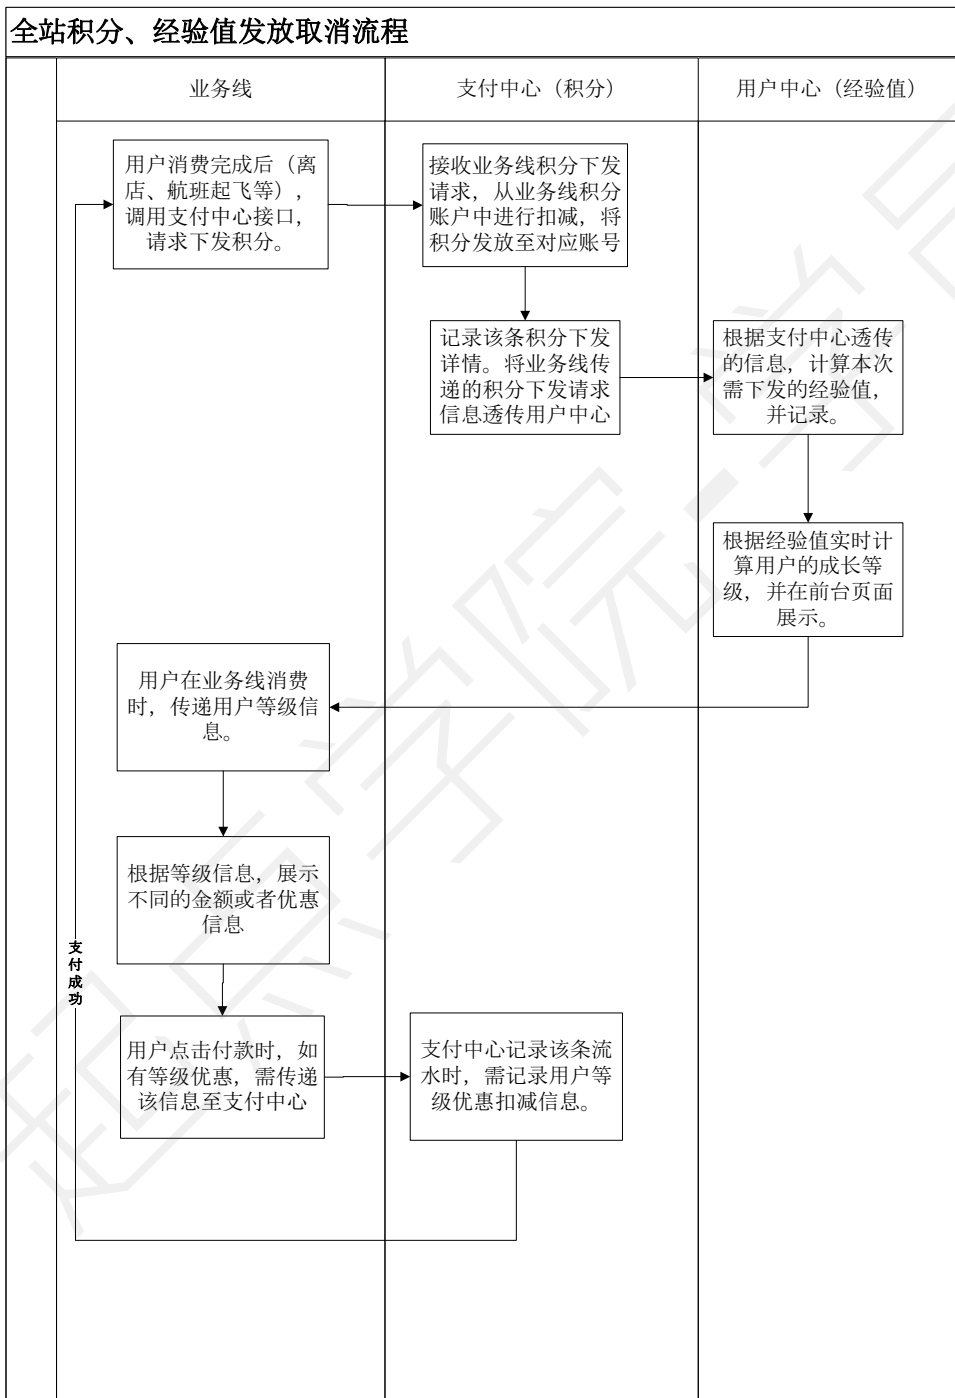 全站积分、经验值发放取消流程
业务线
支付中心（积分）
用户中心（经验值）
用户消费完成后（离
店、航班起飞等），
调用支付中心接口，
请求下发积分。
接收业务线积分下发
请求，从业务线积分
账户中进行扣减，将
积分发放至对应账号
记录该条积分下发
详情。将业务线传
递的积分下发请求
信息透传用户中心
根据支付中心透传
的信息，计算本次
需下发的经验值，
并记录。
根据经验值实时计
算用户的成长等
级，并在前台页面
展示。
用户在业务线消费
时，传递用户等级信
息。
根据等级信息，展示
不同的金额或者优惠
信息
支付成功
用户点击付款时，如
有等级优惠，需传递
该信息至支付中心
支付中心记录该条流
水时，需记录用户等
级优惠扣减信息。
起点学院-学员